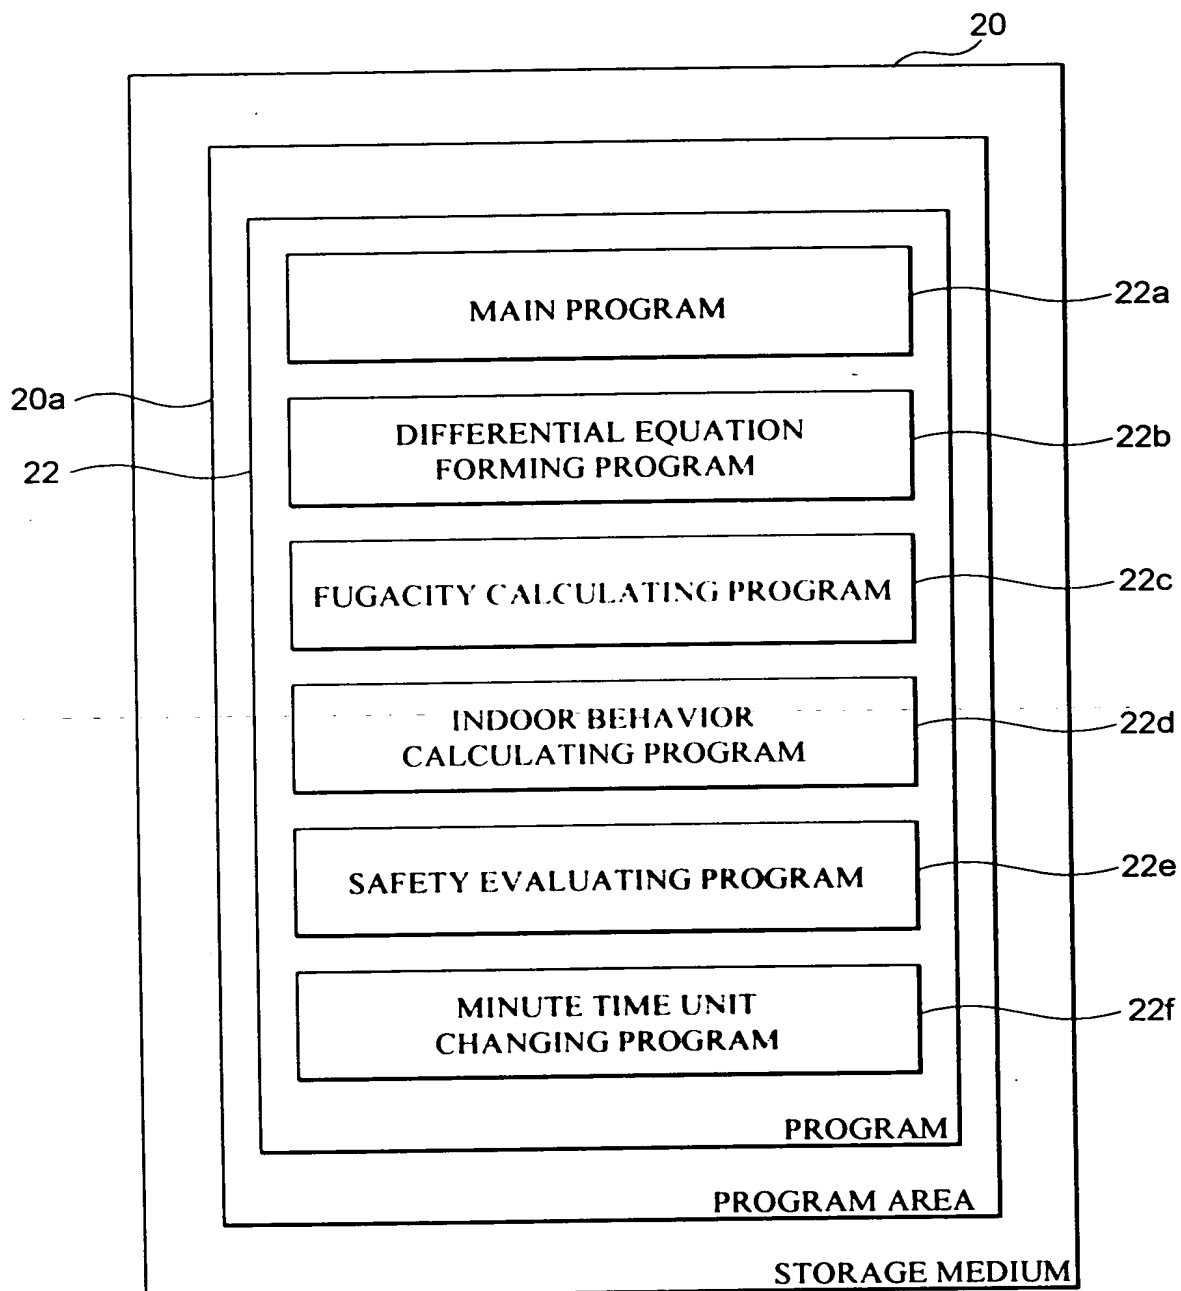 20
MAIN PROGRAM
22a
20a
DIFFERENTIAL EQUATION
FORMING PROGRAM
22b
22
FUGACITY CALCULATING PROGRAM
22c
INDOOR BEHAVIOR
CALCULATING PROGRAM
22d
SAFETY EVALUATING PROGRAM
22e
MINUTE TIME UNIT
CHANGING PROGRAM
22f
PROGRAM
PROGRAM AREA
STORAGE MEDIUM